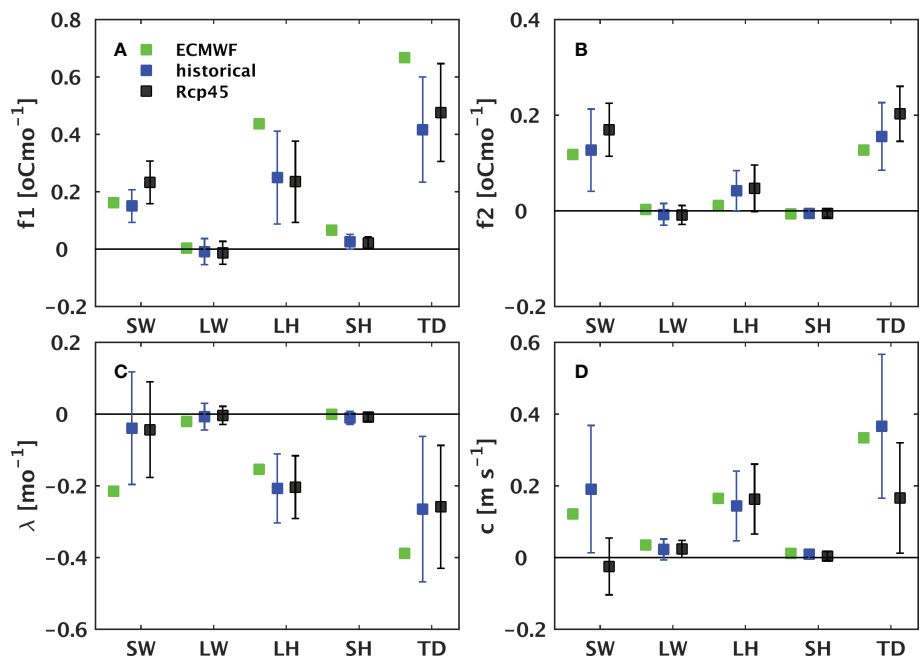 A
ECMWF
historical
Rcp45
f1 [oCmo⁻¹]
0.8
0.6
0.4
0.2
0
−0.2
SW LW LH SH TD
B
f2 [oCmo⁻¹]
0.4
0.2
0
−0.2
SW LW LH SH TD
C
λ [mo⁻¹]
0.2
0
−0.2
−0.4
−0.6
SW LW LH SH TD
D
c [m s⁻¹]
0.6
0.4
0.2
0
−0.2
SW LW LH SH TD